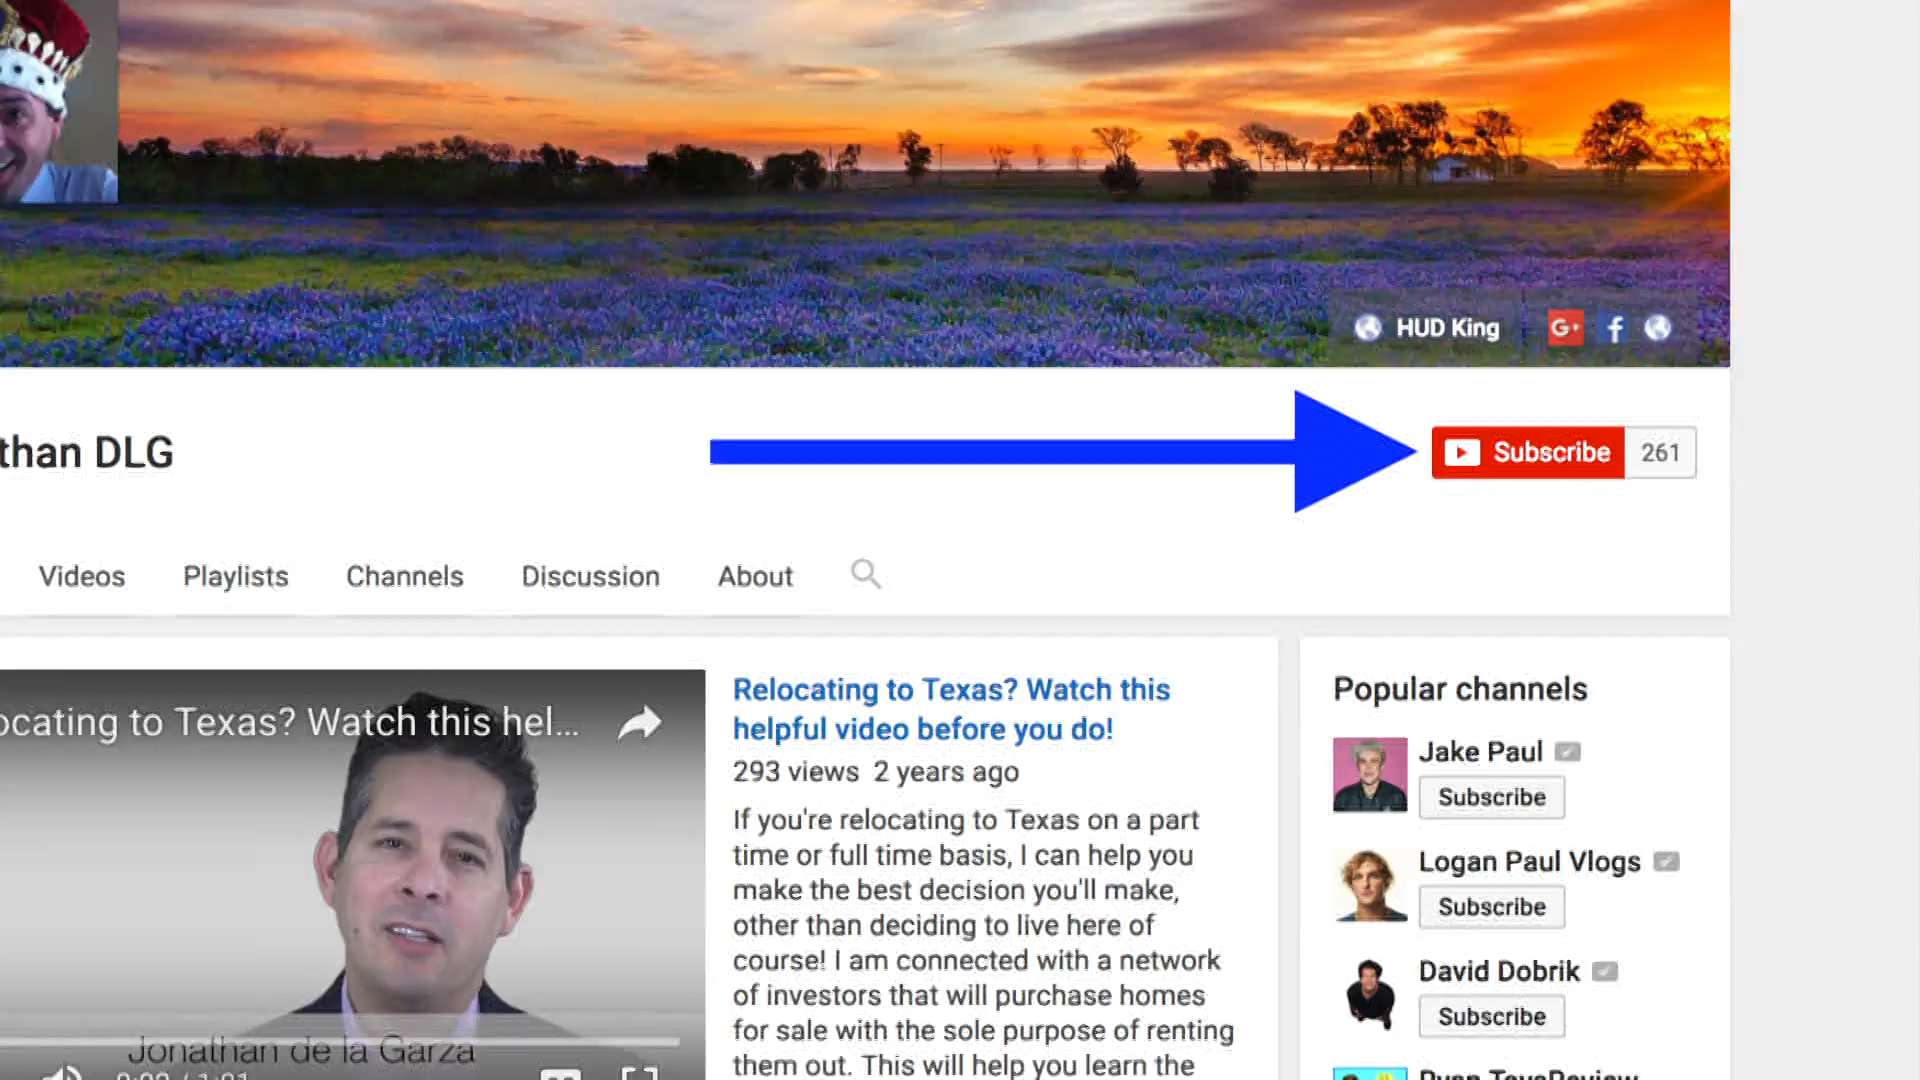 HUD King
G+ f
than DLG
Subscribe 261
Videos Playlists Channels Discussion About
ocating to Texas? Watch this hel...
Jonathan de la Garza
Relocating to Texas? Watch this
helpful video before you do!
293 views 2 years ago
If you're relocating to Texas on a part
time or full time basis, I can help you
make the best decision you'll make,
other than deciding to live here of
course! I am connected with a network
of investors that will purchase homes
for sale with the sole purpose of renting
them out. This will help you learn the
Popular channels
Jake Paul
Subscribe
Logan Paul Vlogs
Subscribe
David Dobrik
Subscribe